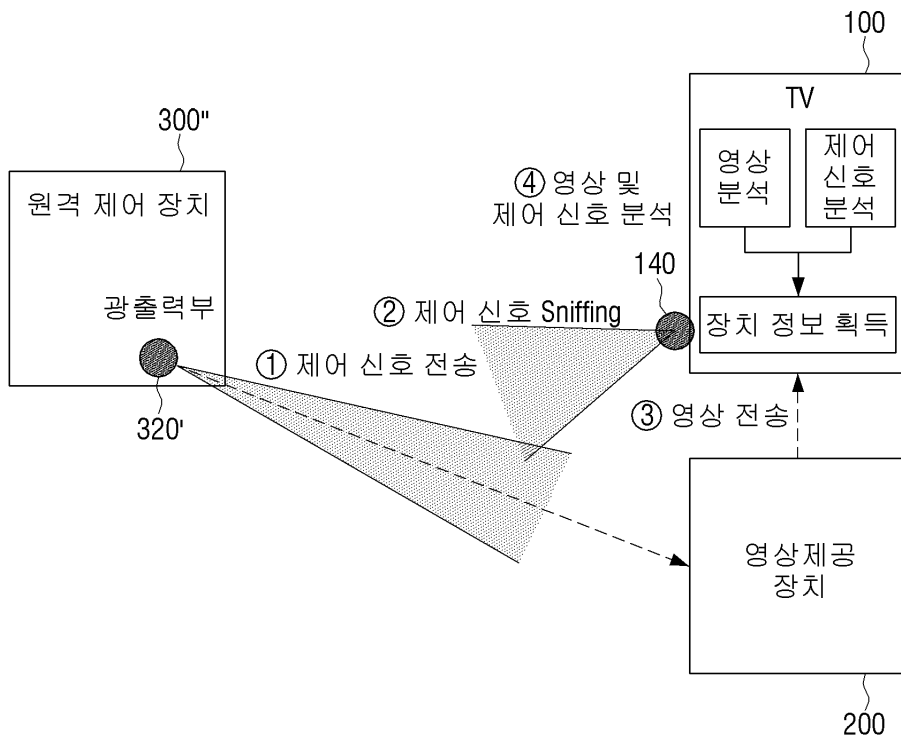 100
TV
300"
원격 제어 장치
영상
분석
제어
신호
분석
④ 영상 및
제어 신호 분석
140
광출력부
② 제어 신호 Sniffing
장치 정보 획득
① 제어 신호 전송
320'
③ 영상 전송
영상제공
장치
200